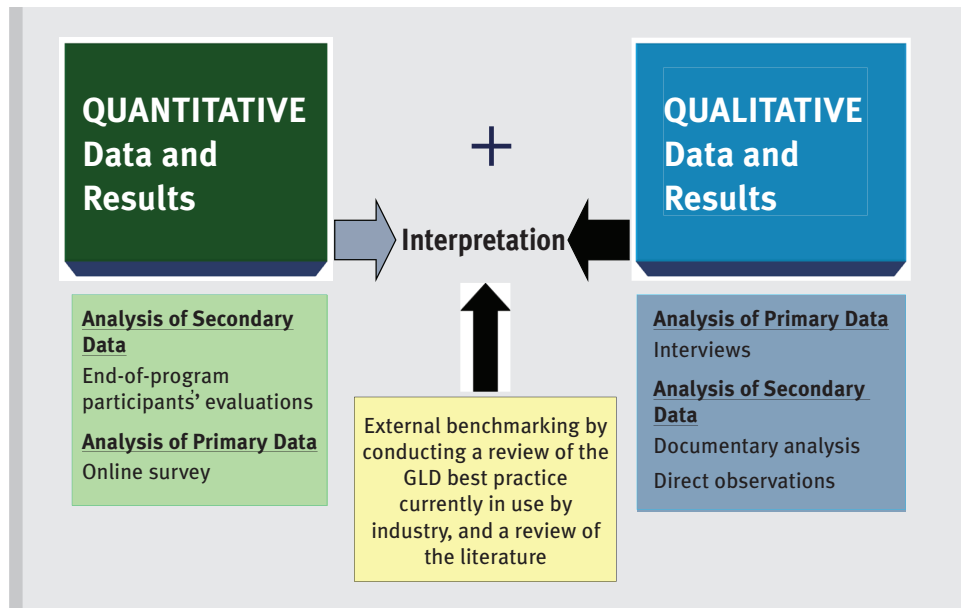 QUANTITATIVE
Data and
Results
+
QUALITATIVE
Data and
Results
Interpretation
Analysis of Secondary
Data
End-of-program
participants’ evaluations
Analysis of Primary Data
Online survey
External benchmarking by
conducting a review of the
GLD best practice
currently in use by
industry, and a review of
the literature
Analysis of Primary Data
Interviews
Analysis of Secondary
Data
Documentary analysis
Direct observations